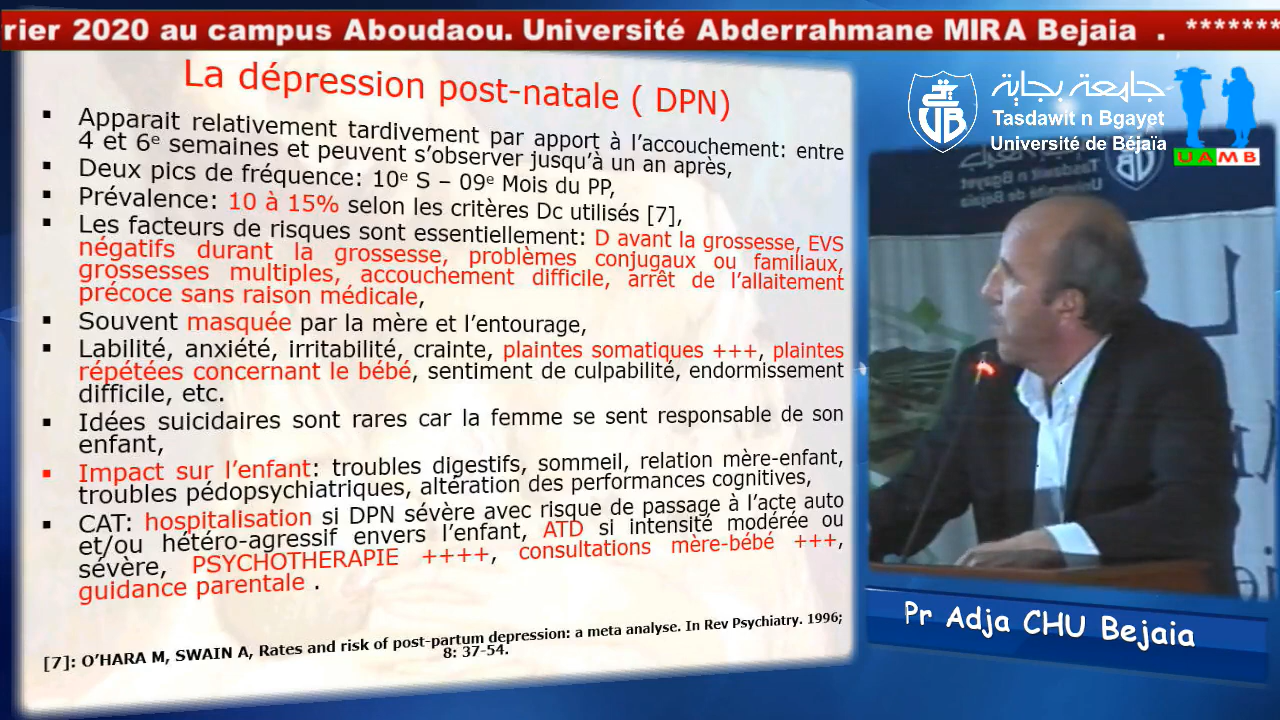 rier 2020 au campus Aboudaou. Université Abderrahmane MIRA Bejaia . *******
La dépression post-natale ( DPN)
▪ Apparait relativement tardivement par apport à l’accouchement: entre
4 et 6e semaines et peuvent s’observer jusqu’à un an après,
▪ Deux pics de fréquence: 10e S – 09e Mois du PP,
▪ Prévalence: 10 à 15% selon les critères Dc utilisés [7],
▪ Les facteurs de risques sont essentiellement: D avant la grossesse, EVS
négatifs durant la grossesse, problèmes conjugaux ou familiaux,
grossesses multiples, accouchement difficile, arrêt de l’allaitement
précoce sans raison médicale,
▪ Souvent masquée par la mère et l’entourage,
▪ Labilité, anxiété, irritabilité, crainte, plaintes somatiques +++, plaintes
répétées concernant le bébé, sentiment de culpabilité, endormissement
difficile, etc.
▪ Idées suicidaires sont rares car la femme se sent responsable de son
enfant,
▪ Impact sur l’enfant: troubles digestifs, sommeil, relation mère-enfant,
troubles pédopsychiatriques, altération des performances cognitives,
▪ CAT: hospitalisation si DPN sévère avec risque de passage à l’acte auto
et/ou hétéro-agressif envers l’enfant, ATD si intensité modérée ou
sévère, PSYCHOTHERAPIE ++++, consultations mère-bébé +++,
guidance parentale .
[7]: O’HARA M, SWAIN A, Rates and risk of post-partum depression: a meta analyse. In Rev Psychiatry. 1996;
8: 37-54.
جامعة بجاية
Tasdawit n Bgayet
Université de Béjaïa
UAMB
Tasdawit n Bgayet
Université de
Béjaïa
Pr Adja CHU Bejaia